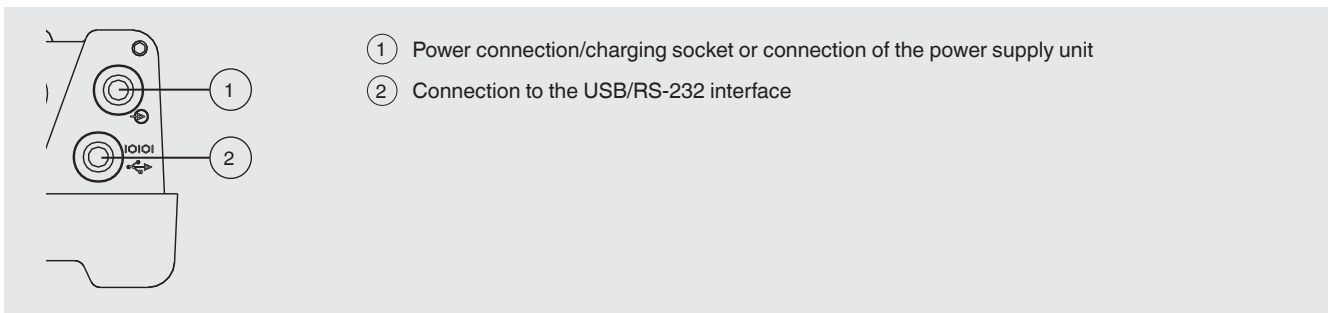 1 Power connection/charging socket or connection of the power supply unit
2 Connection to the USB/RS-232 interface
1
IOIOI
2